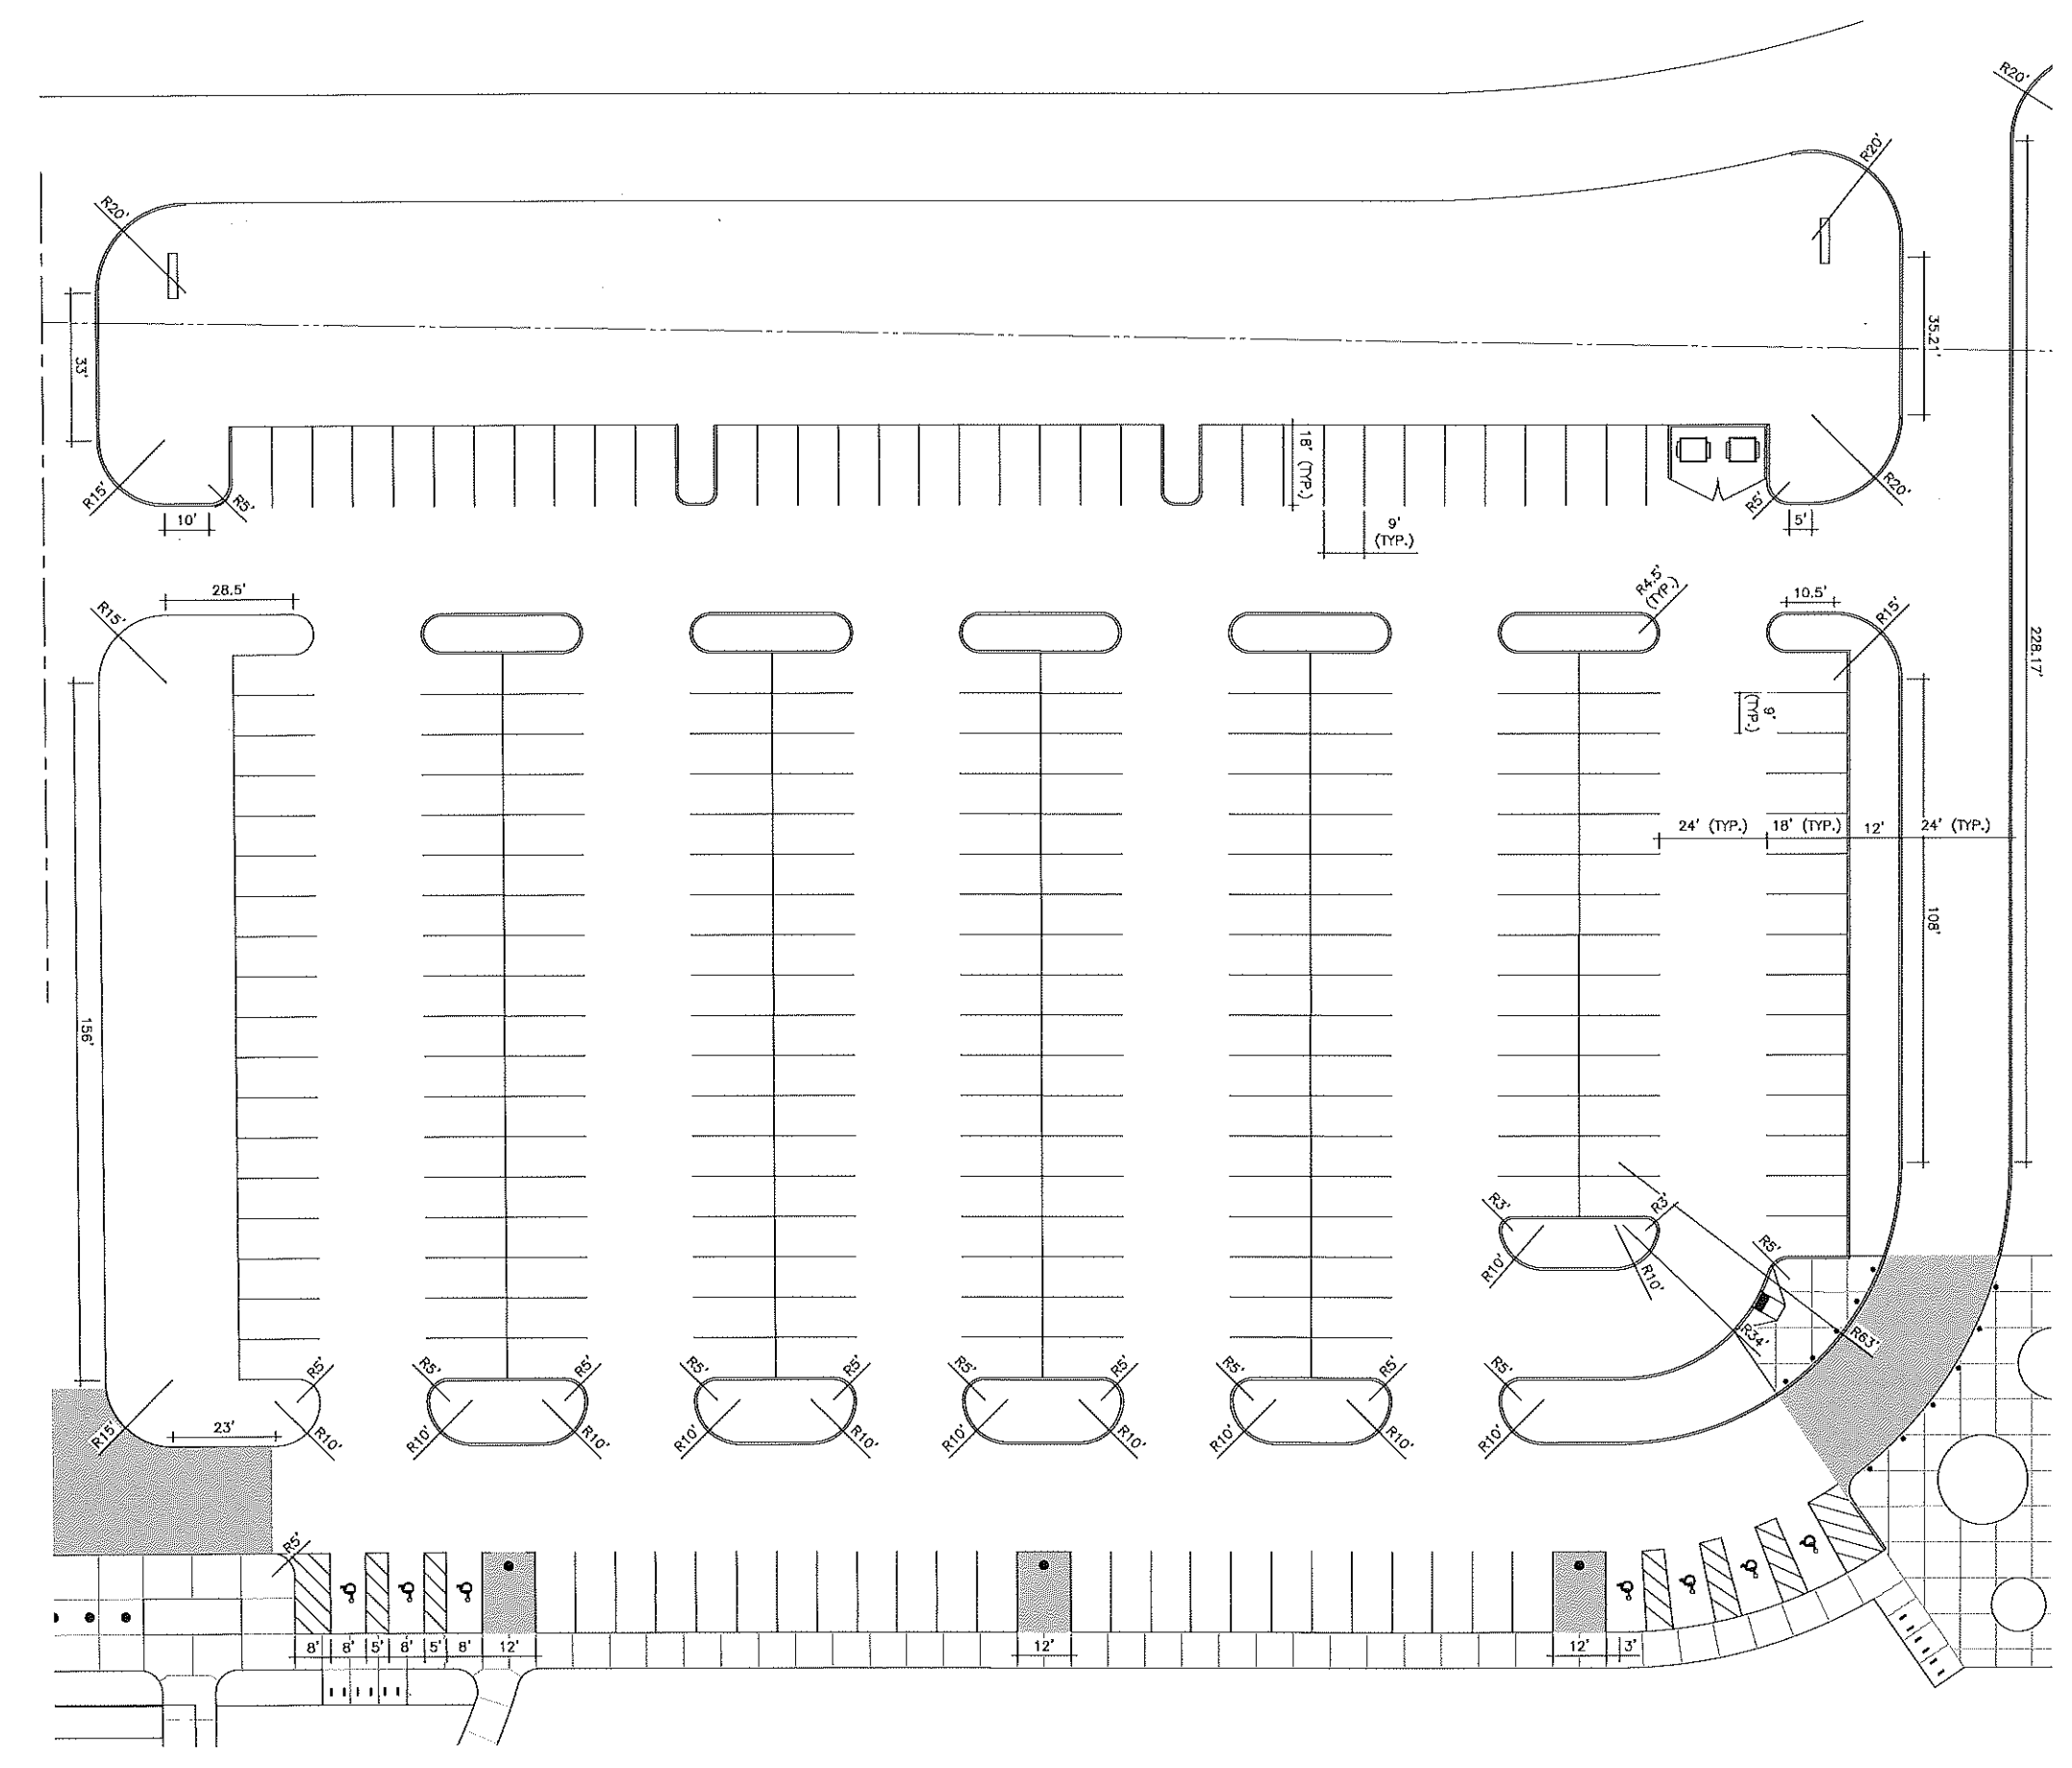 R20'
R20'
R20'
33'
35.21'
R15'
R5'
10'
18' (TYP.)
9'
(TYP.)
R5'
5'
R20'
28.5'
R15'
R4.5'
(TYP.)
10.5'
R15'
228.17'
9'
(TYP.)
24' (TYP.)
18' (TYP.)
12'
24' (TYP.)
108'
156'
R3'
R3'
R10'
R10'
R5'
R34'
R63'
R15'
23'
R5'
R10'
R5'
R5'
R10'
R10'
R5'
R5'
R10'
R10'
R5'
R5'
R10'
R10'
R5'
R5'
R10'
R10'
R5'
R10'
R5'
8'
8'
5'
8'
5'
8'
12'
12'
12'
3'